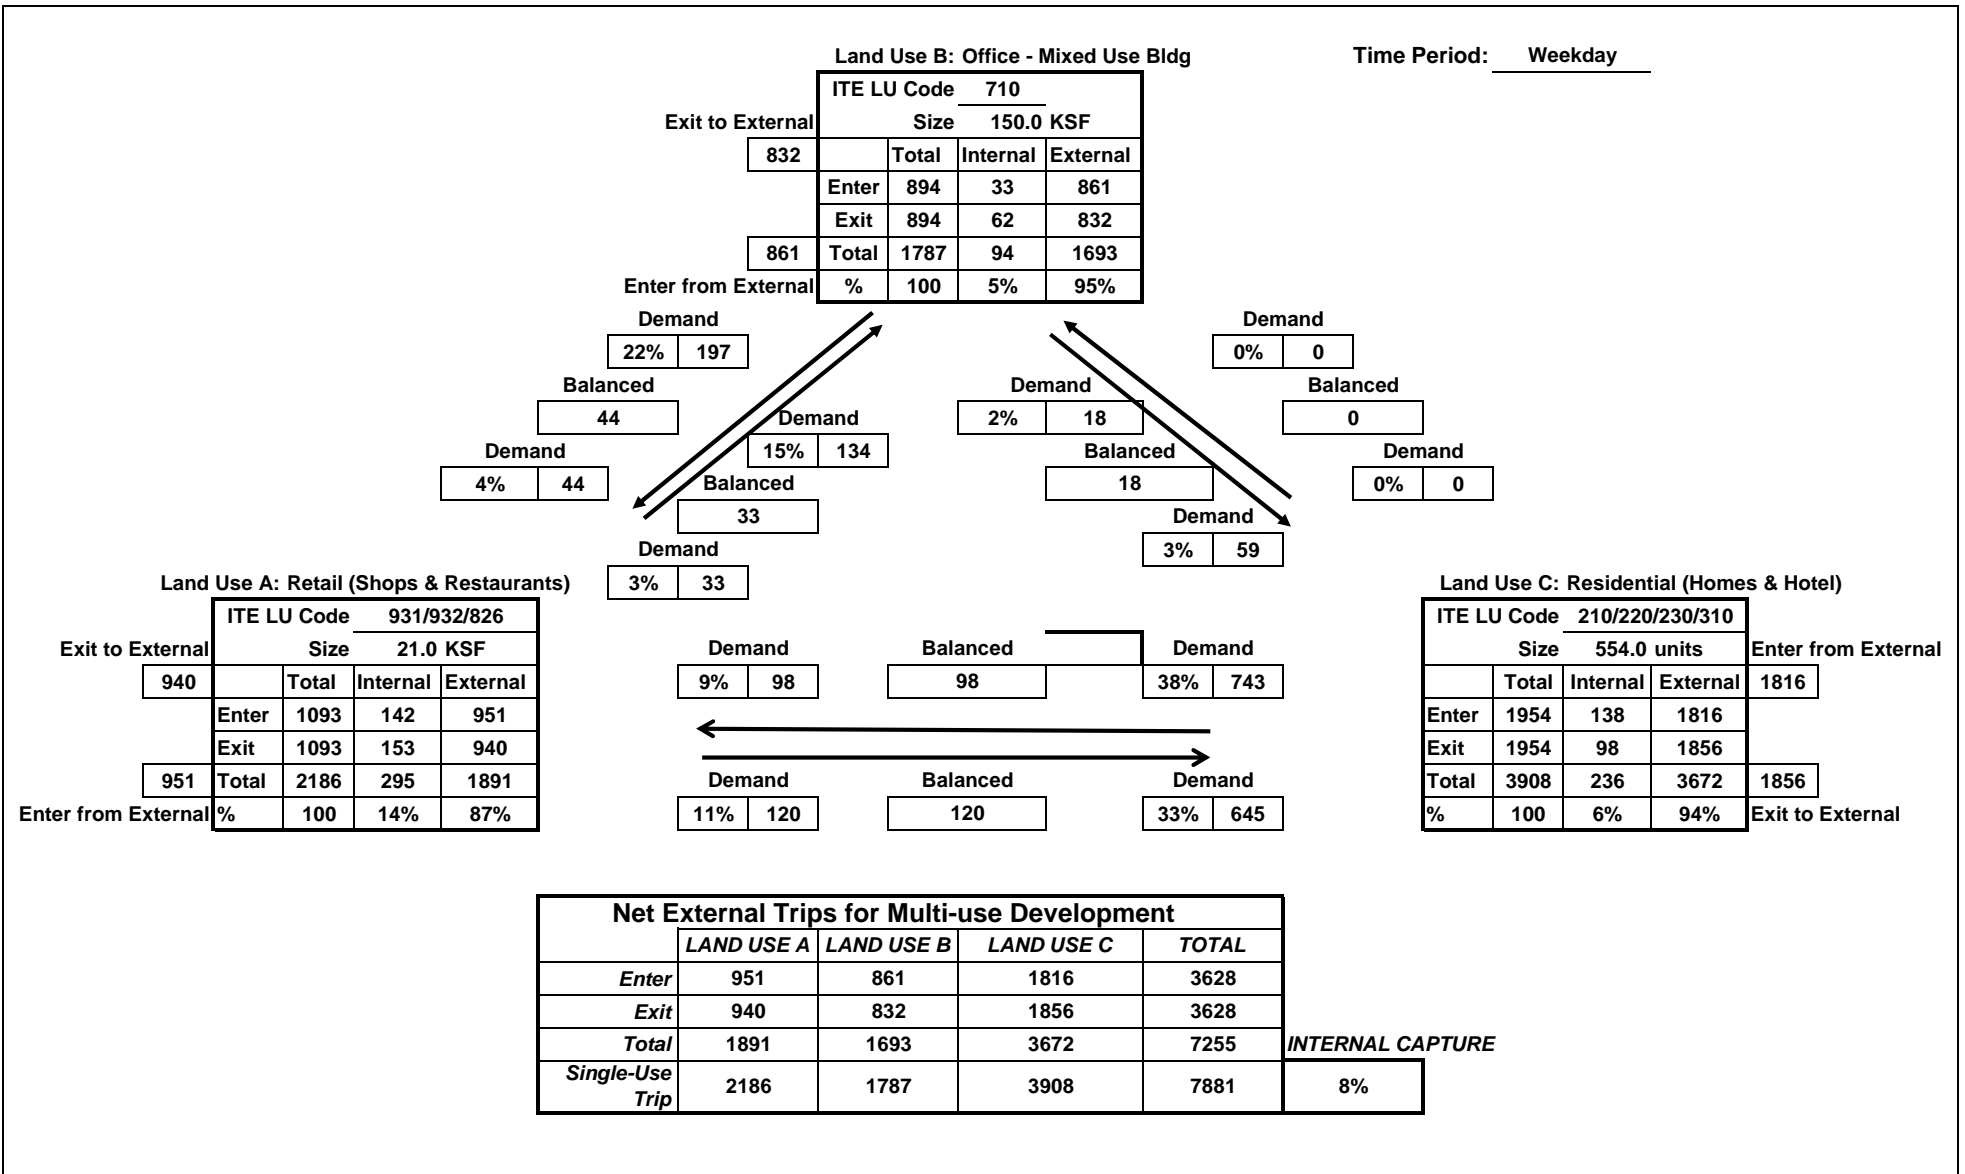 Land Use B: Office - Mixed Use Bldg Time Period: Weekday
ITE LU Code 710
Exit to External Size 150.0 KSF
832 Total Internal External
Enter 894 33 861
Exit 894 62 832
861 Total 1787 94 1693
Enter from External % 100 5% 95%
Demand Demand
22% 197 0% 0
Balanced Demand Balanced
44 Demand 2% 18 0
Demand 15% 134 Balanced Demand
4% 44 Balanced 18 0% 0
33 Demand
Demand 3% 59
Land Use A: Retail (Shops & Restaurants) 3% 33 Land Use C: Residential (Homes & Hotel)
ITE LU Code 931/932/826 ITE LU Code 210/220/230/310
Exit to External Size 21.0 KSF Demand Balanced Demand Size 554.0 units Enter from External
940 Total Internal External 9% 98 98 38% 743 Total Internal External 1816
Enter 1093 142 951 Enter 1954 138 1816
Exit 1093 153 940 Exit 1954 98 1856
951 Total 2186 295 1891 Demand Balanced Demand Total 3908 236 3672 1856
Enter from External % 100 14% 87% 11% 120 120 33% 645 % 100 6% 94% Exit to External
Net External Trips for Multi-use Development
LAND USE A LAND USE B LAND USE C TOTAL
Enter 951 861 1816 3628
Exit 940 832 1856 3628
Total 1891 1693 3672 7255 INTERNAL CAPTURE
Single-Use
Trip 2186 1787 3908 7881 8%